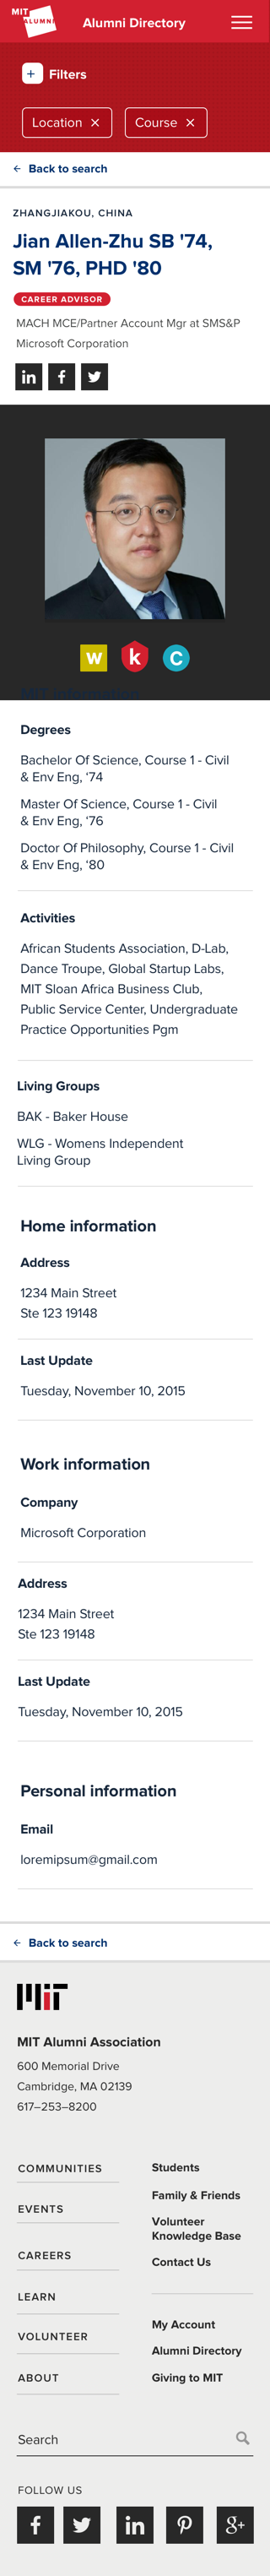 MIT
ALUMNI
Alumni Directory
+ Filters
Location ×
Course ×
← Back to search
ZHANGJIAKOU, CHINA
Jian Allen-Zhu SB '74,
SM '76, PHD '80
CAREER ADVISOR
MACH MCE/Partner Account Mgr at SMS&P
Microsoft Corporation
in f
w k C
MIT Information
Degrees
Bachelor Of Science, Course 1 - Civil
& Env Eng, '74
Master Of Science, Course 1 - Civil
& Env Eng, '76
Doctor Of Philosophy, Course 1 - Civil
& Env Eng, '80
Activities
African Students Association, D-Lab,
Dance Troupe, Global Startup Labs,
MIT Sloan Africa Business Club,
Public Service Center, Undergraduate
Practice Opportunities Pgm
Living Groups
BAK - Baker House
WLG - Womens Independent
Living Group
Home information
Address
1234 Main Street
Ste 123 19148
Last Update
Tuesday, November 10, 2015
Work information
Company
Microsoft Corporation
Address
1234 Main Street
Ste 123 19148
Last Update
Tuesday, November 10, 2015
Personal information
Email
loremipsum@gmail.com
← Back to search
MIT
MIT Alumni Association
600 Memorial Drive
Cambridge, MA 02139
617–253–8200
COMMUNITIES
EVENTS
CAREERS
LEARN
VOLUNTEER
ABOUT
Students
Family & Friends
Volunteer
Knowledge Base
Contact Us
My Account
Alumni Directory
Giving to MIT
Search
FOLLOW US
f in g+